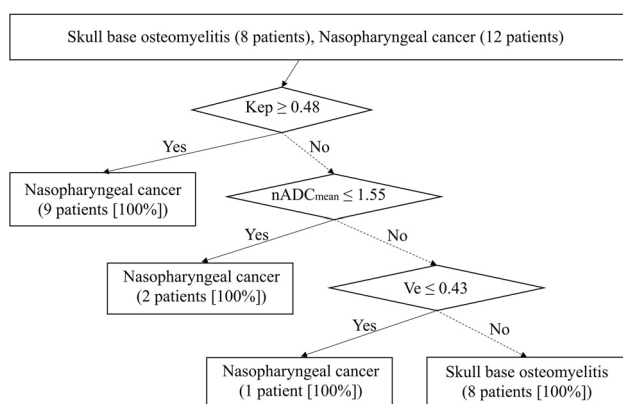 Skull base osteomyelitis (8 patients), Nasopharyngeal cancer (12 patients)
Kep ≥ 0.48
Yes
No
Nasopharyngeal cancer
(9 patients [100%])
nADCmean ≤ 1.55
Yes
No
Nasopharyngeal cancer
(2 patients [100%])
Ve ≤ 0.43
Yes
No
Nasopharyngeal cancer
(1 patient [100%])
Skull base osteomyelitis
(8 patients [100%])